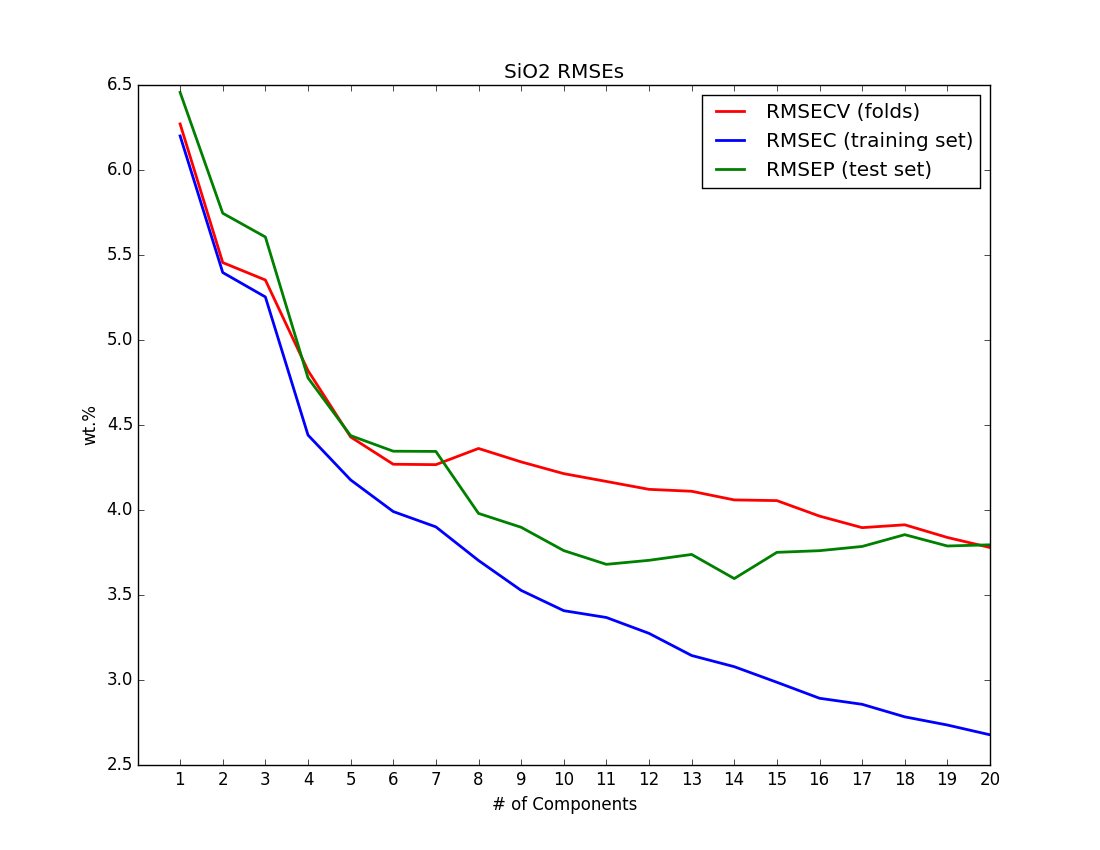 SiO2 RMSEs
6.5
6.0
5.5
5.0
4.5
4.0
3.5
3.0
2.5
wt.%
RMSECV (folds)
RMSEC (training set)
RMSEP (test set)
1 2 3 4 5 6 7 8 9 10 11 12 13 14 15 16 17 18 19 20
# of Components